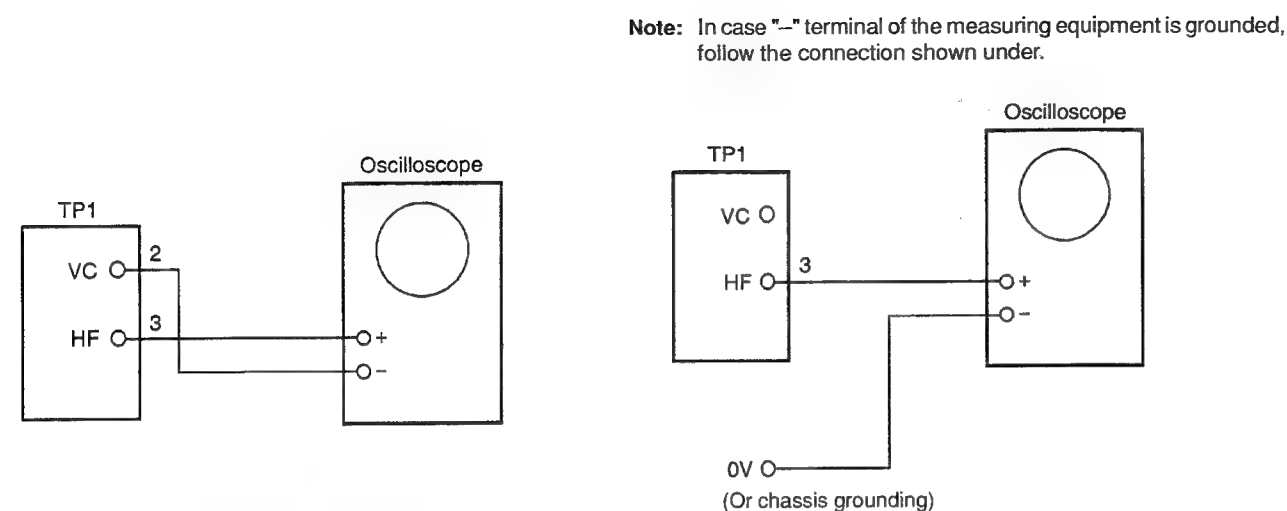 Note: In case "–" terminal of the measuring equipment is grounded,
follow the connection shown under.
Oscilloscope
TP1
VC
2
HF
3
+
–
Oscilloscope
TP1
VC
HF
3
+
–
0V
(Or chassis grounding)